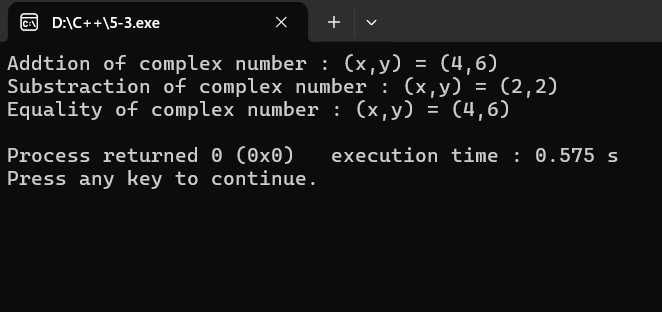 D:\C++\5-3.exe
Addtion of complex number : (x,y) = (4,6)
Substraction of complex number : (x,y) = (2,2)
Equality of complex number : (x,y) = (4,6)
Process returned 0 (0x0)   execution time : 0.575 s
Press any key to continue.